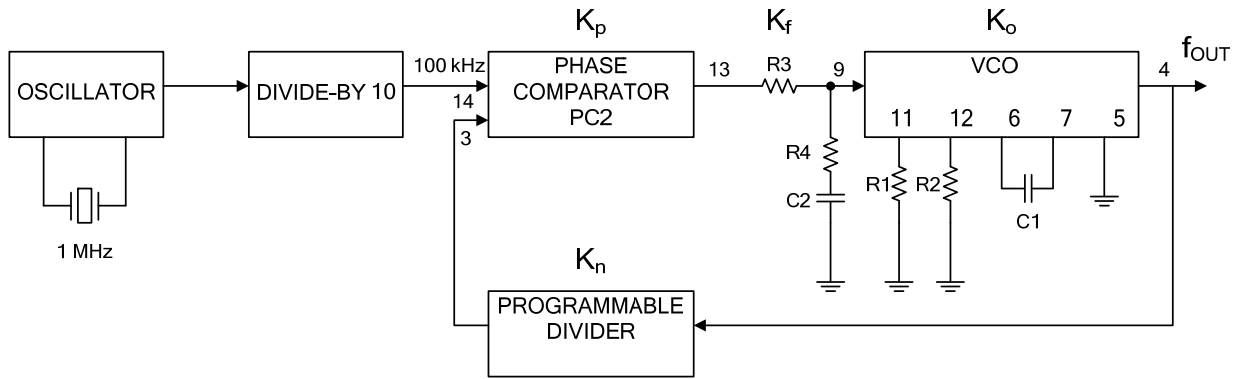 Kp
Kf
Ko
OSCILLATOR
DIVIDE-BY 10
100 kHz
14
3
PHASE
COMPARATOR
PC2
13
R3
9
VCO
4
fOUT
11
12
6
7
5
R4
C2
R1
R2
C1
1 MHz
Kn
PROGRAMMABLE
DIVIDER